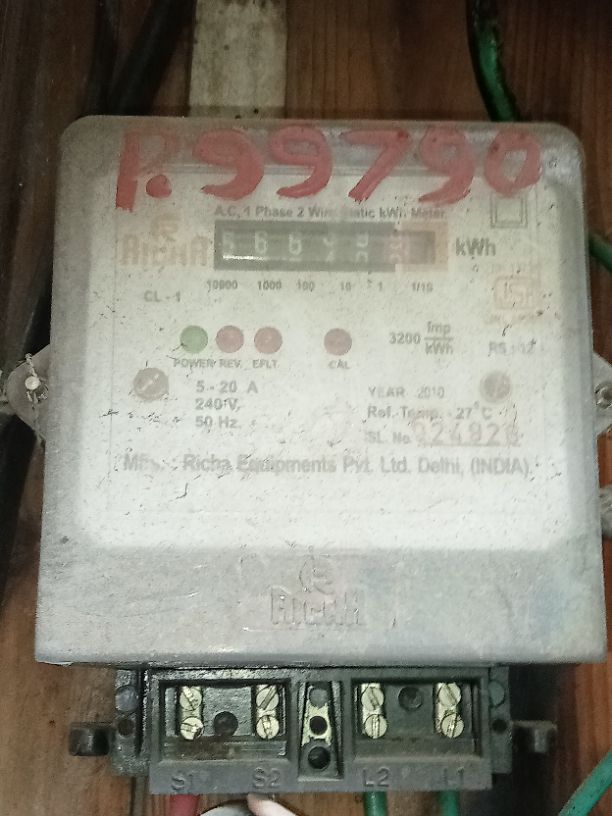 P.99790
A.C. 1 Phase 2 Wire Static kWh Meter
RICHA
kWh
CL - 1
10000 1000 100 10 1 1/10
3200 Imp/kWh
POWER REV. EFLT. CAL
5 - 20 A
240 V.
50 Hz.
YEAR 2010
Ref. Temp. 27°C
SL. No.
Richa Equipments Pvt. Ltd. Delhi, (INDIA)
RICHA
S1 S2 L2 L1